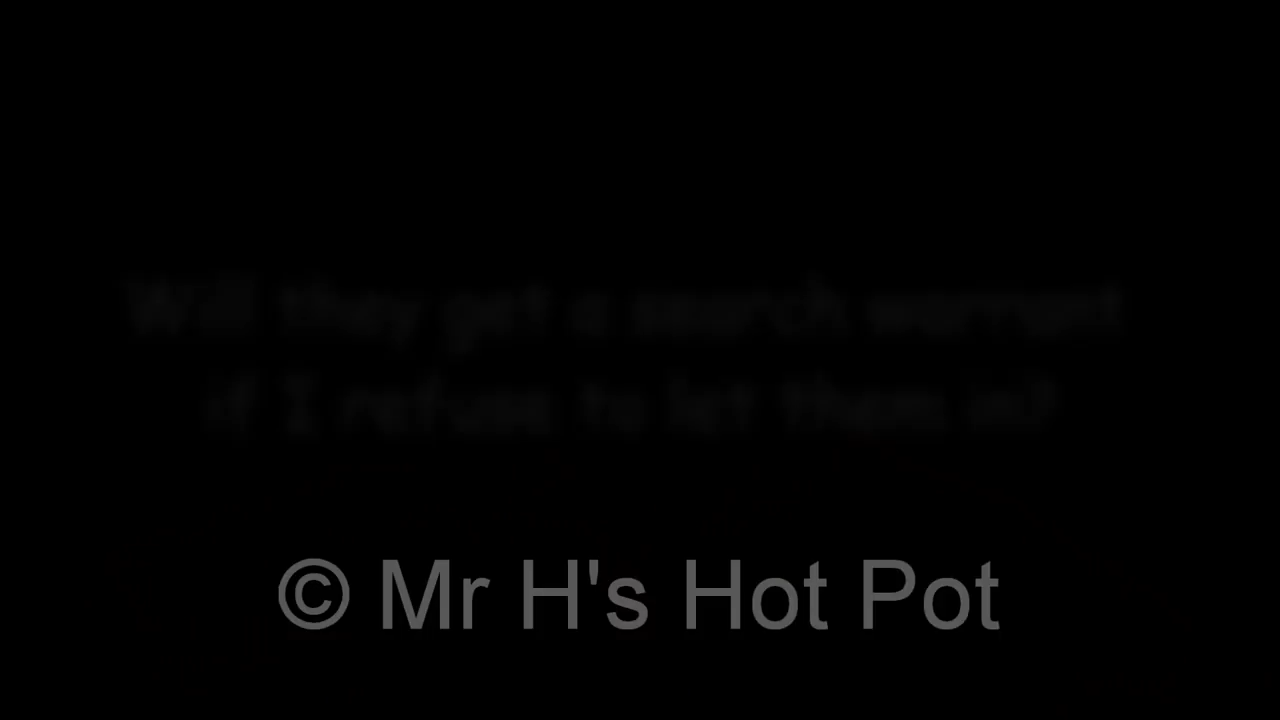 Will they get a search warrant
if I refuse to let them in?
© Mr H's Hot Pot